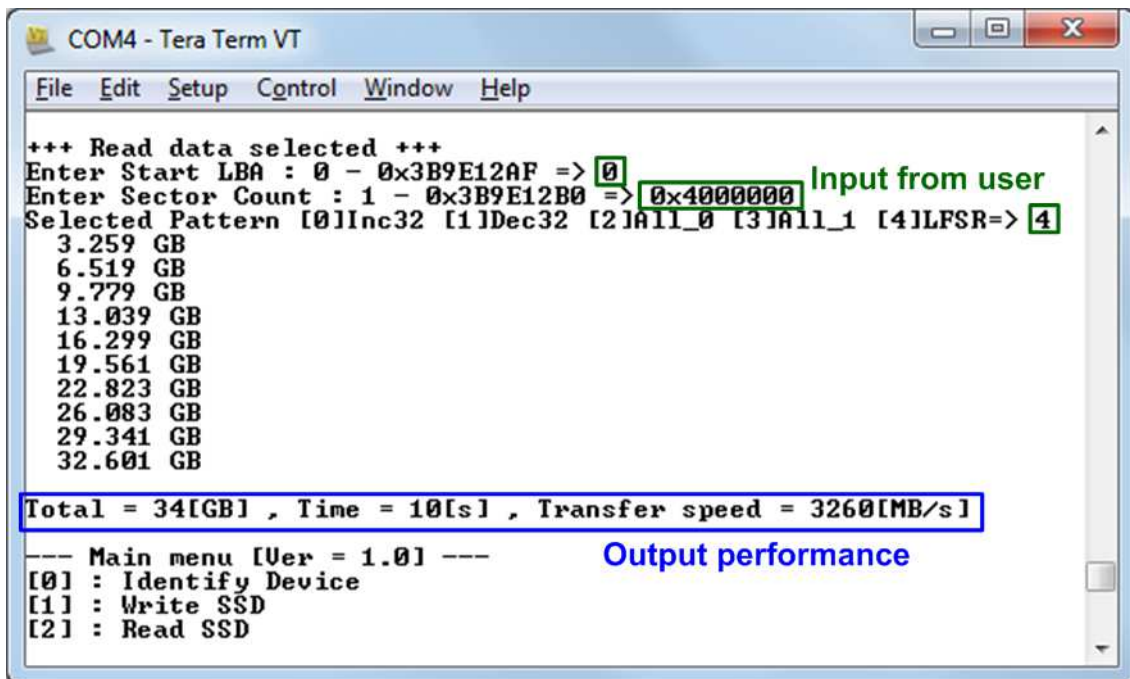 COM4 - Tera Term VT
File Edit Setup Control Window Help
+++ Read data selected +++
Enter Start LBA : 0 - 0x3B9E12AF => 0
Input from user
Enter Sector Count : 1 - 0x3B9E12B0 => 0x4000000
Selected Pattern [0]Inc32 [1]Dec32 [2]All_0 [3]All_1 [4]LFSR=> 4
3.259 GB
6.519 GB
9.779 GB
13.039 GB
16.299 GB
19.561 GB
22.823 GB
26.083 GB
29.341 GB
32.601 GB
Total = 34[GB] , Time = 10[s] , Transfer speed = 3260[MB/s]
--- Main menu [Ver = 1.0] ---
Output performance
[0] : Identify Device
[1] : Write SSD
[2] : Read SSD